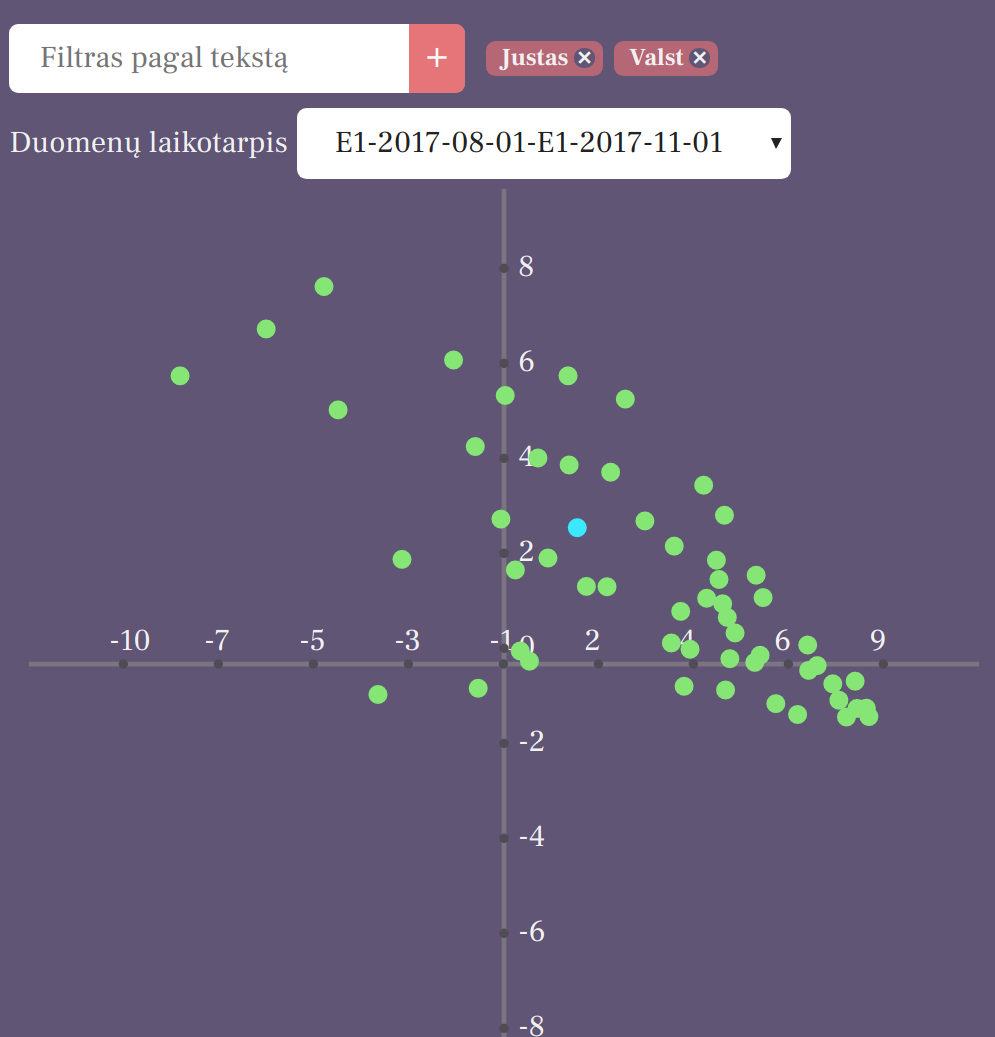 Filtras pagal tekstą + Justas ✕ Valst ✕
Duomenų laikotarpis E1-2017-08-01-E1-2017-11-01 ▾
8
6
4
2
-10 -7 -5 -3 -1 0 2 4 6 9
-2
-4
-6
-8